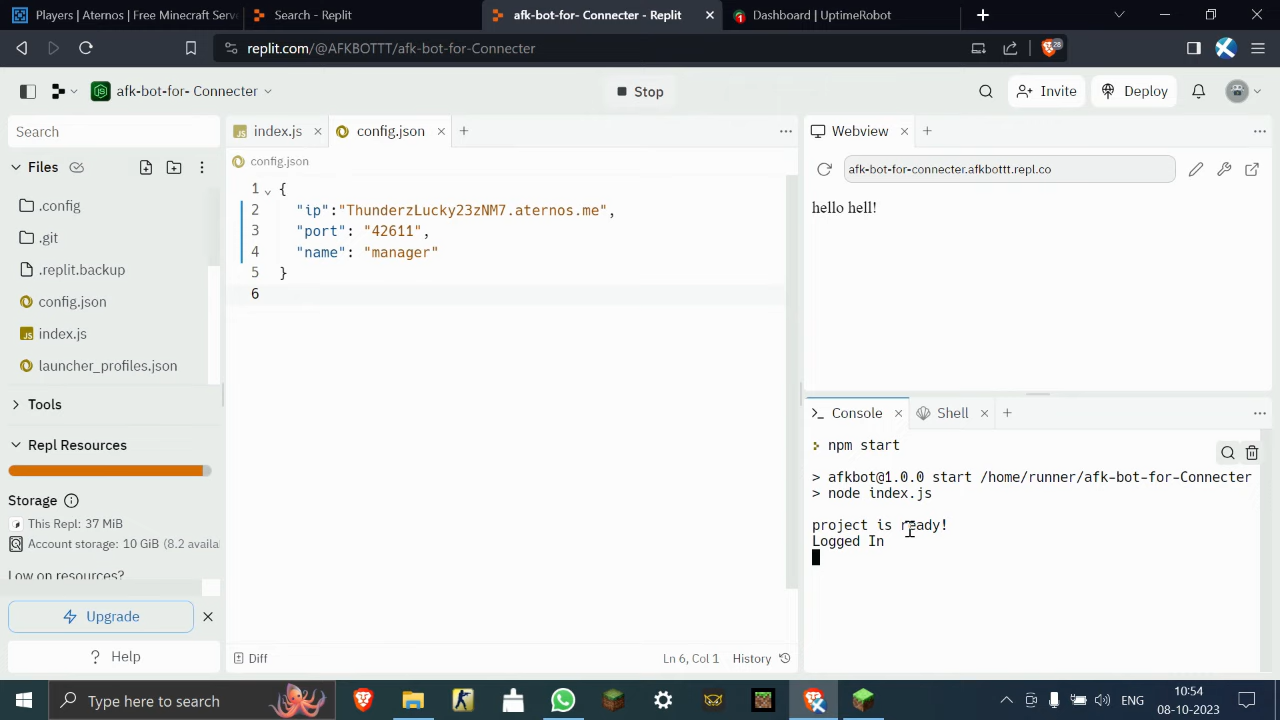 Players | Aternos | Free Minecraft Serve
Search - Replit
afk-bot-for- Connecter - Replit
Dashboard | UptimeRobot
replit.com/@AFKBOTTT/afk-bot-for-Connecter
28
afk-bot-for- Connecter
Stop
Invite
Deploy
Search
index.js
config.json
Webview
Files
config.json
afk-bot-for-connecter.afkbottt.repl.co
.config
.git
.replit.backup
config.json
index.js
launcher_profiles.json
1 {
2 "ip":"ThunderzLucky23zNM7.aternos.me",
3 "port": "42611",
4 "name": "manager"
5 }
6
hello hell!
Tools
Repl Resources
Storage
This Repl: 37 MiB
Account storage: 10 GiB (8.2 availa
Low on resources?
Upgrade
Help
Diff
Ln 6, Col 1
History
Console
Shell
npm start
> afkbot@1.0.0 start /home/runner/afk-bot-for-Connecter
> node index.js
project is ready!
Logged In
Type here to search
ENG
10:54
08-10-2023